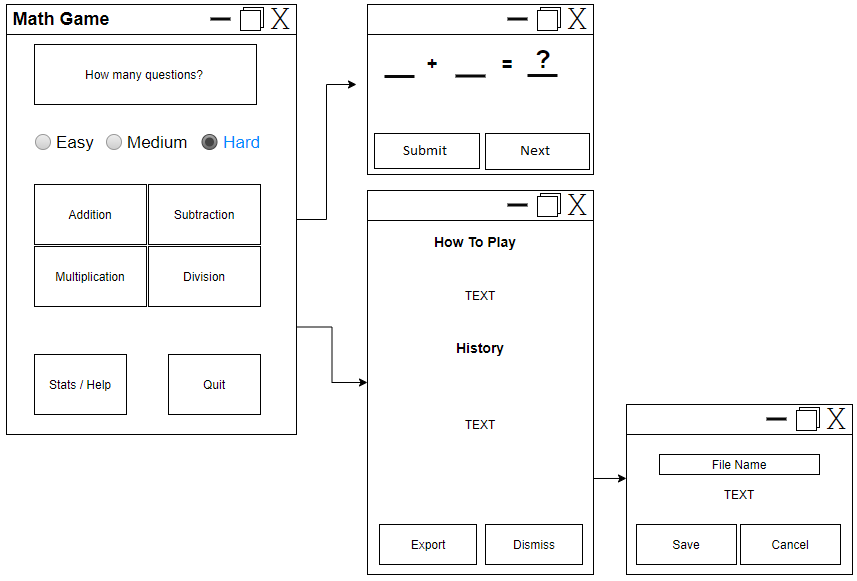 Math Game X
How many questions?
Easy Medium Hard
Addition Subtraction
Multiplication Division
Stats / Help Quit
X
__ + __ = ?
Submit Next
X
How To Play
TEXT
History
TEXT
Export Dismiss
X
File Name
TEXT
Save Cancel